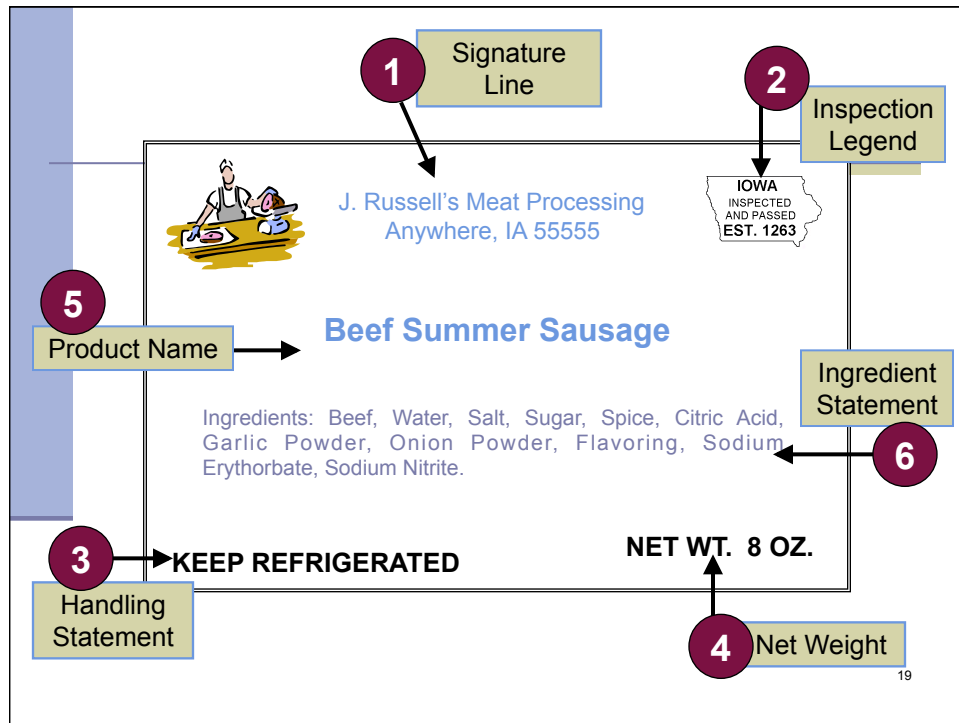 1
Signature
Line
2
Inspection
Legend
J. Russell's Meat Processing
Anywhere, IA 55555
IOWA
INSPECTED
AND PASSED
EST. 1263
5
Product Name
Beef Summer Sausage
Ingredient
Statement
6
Ingredients: Beef, Water, Salt, Sugar, Spice, Citric Acid,
Garlic Powder, Onion Powder, Flavoring, Sodium
Erythorbate, Sodium Nitrite.
3
KEEP REFRIGERATED
Handling
Statement
NET WT. 8 OZ.
4
Net Weight
19